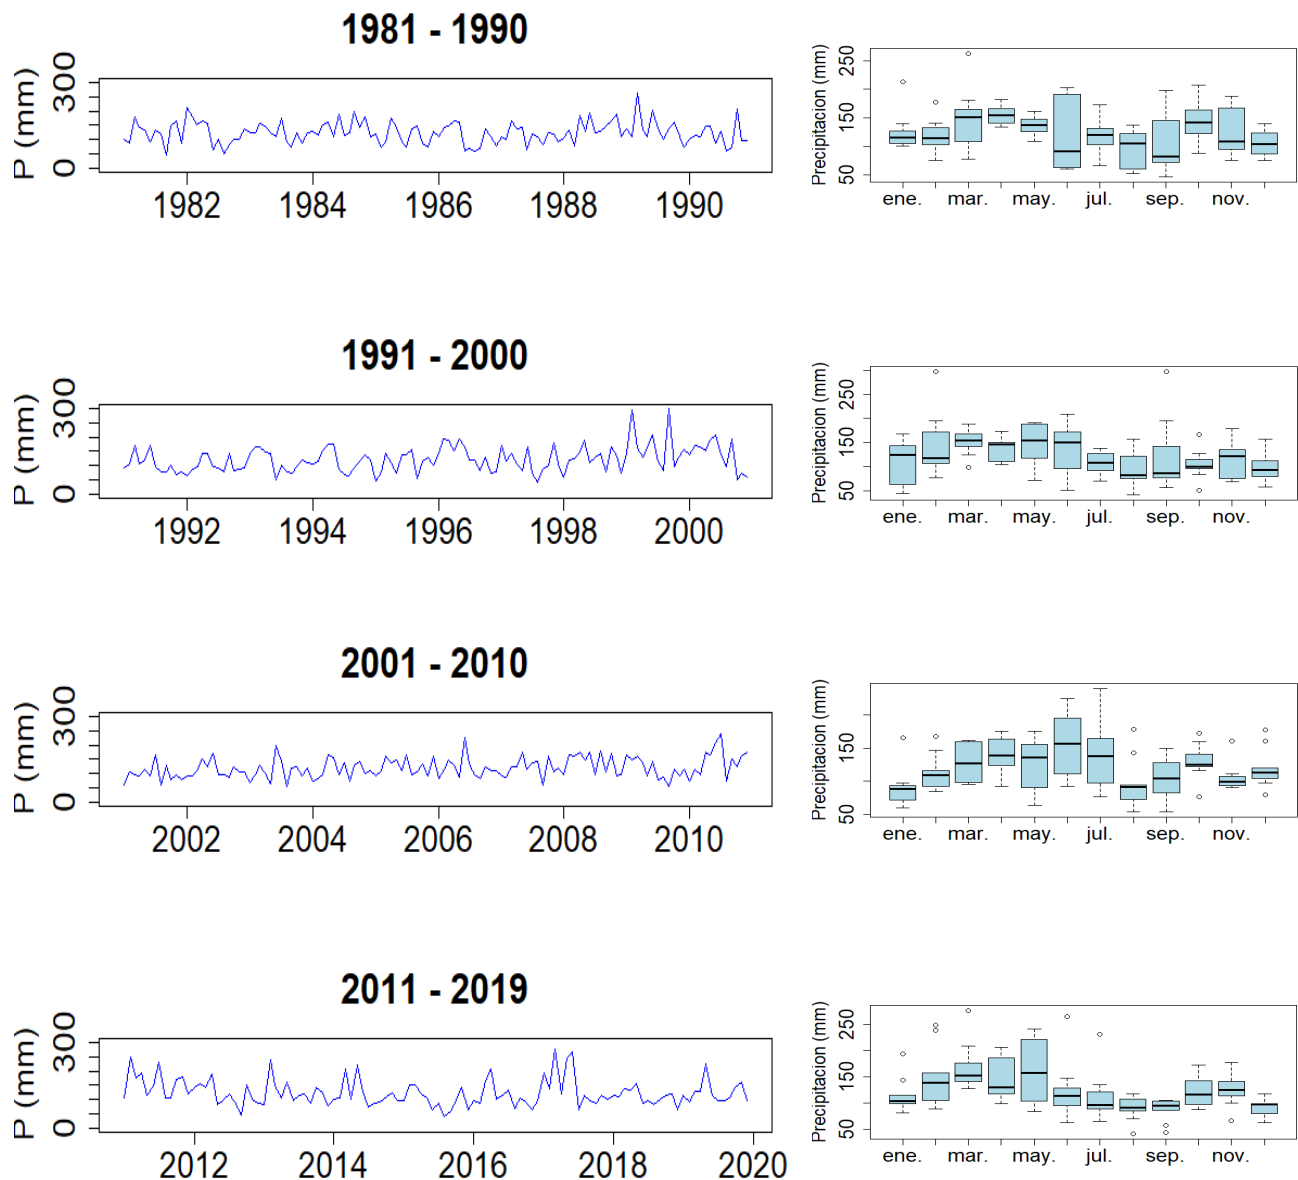 1981 - 1990
P (mm)
300
0
1982 1984 1986 1988 1990
Precipitacion (mm)
250
150
50
ene. mar. may. jul. sep. nov.
1991 - 2000
P (mm)
300
0
1992 1994 1996 1998 2000
Precipitacion (mm)
250
150
50
ene. mar. may. jul. sep. nov.
2001 - 2010
P (mm)
300
0
2002 2004 2006 2008 2010
Precipitacion (mm)
150
50
ene. mar. may. jul. sep. nov.
2011 - 2019
P (mm)
300
0
2012 2014 2016 2018 2020
Precipitacion (mm)
250
150
50
ene. mar. may. jul. sep. nov.